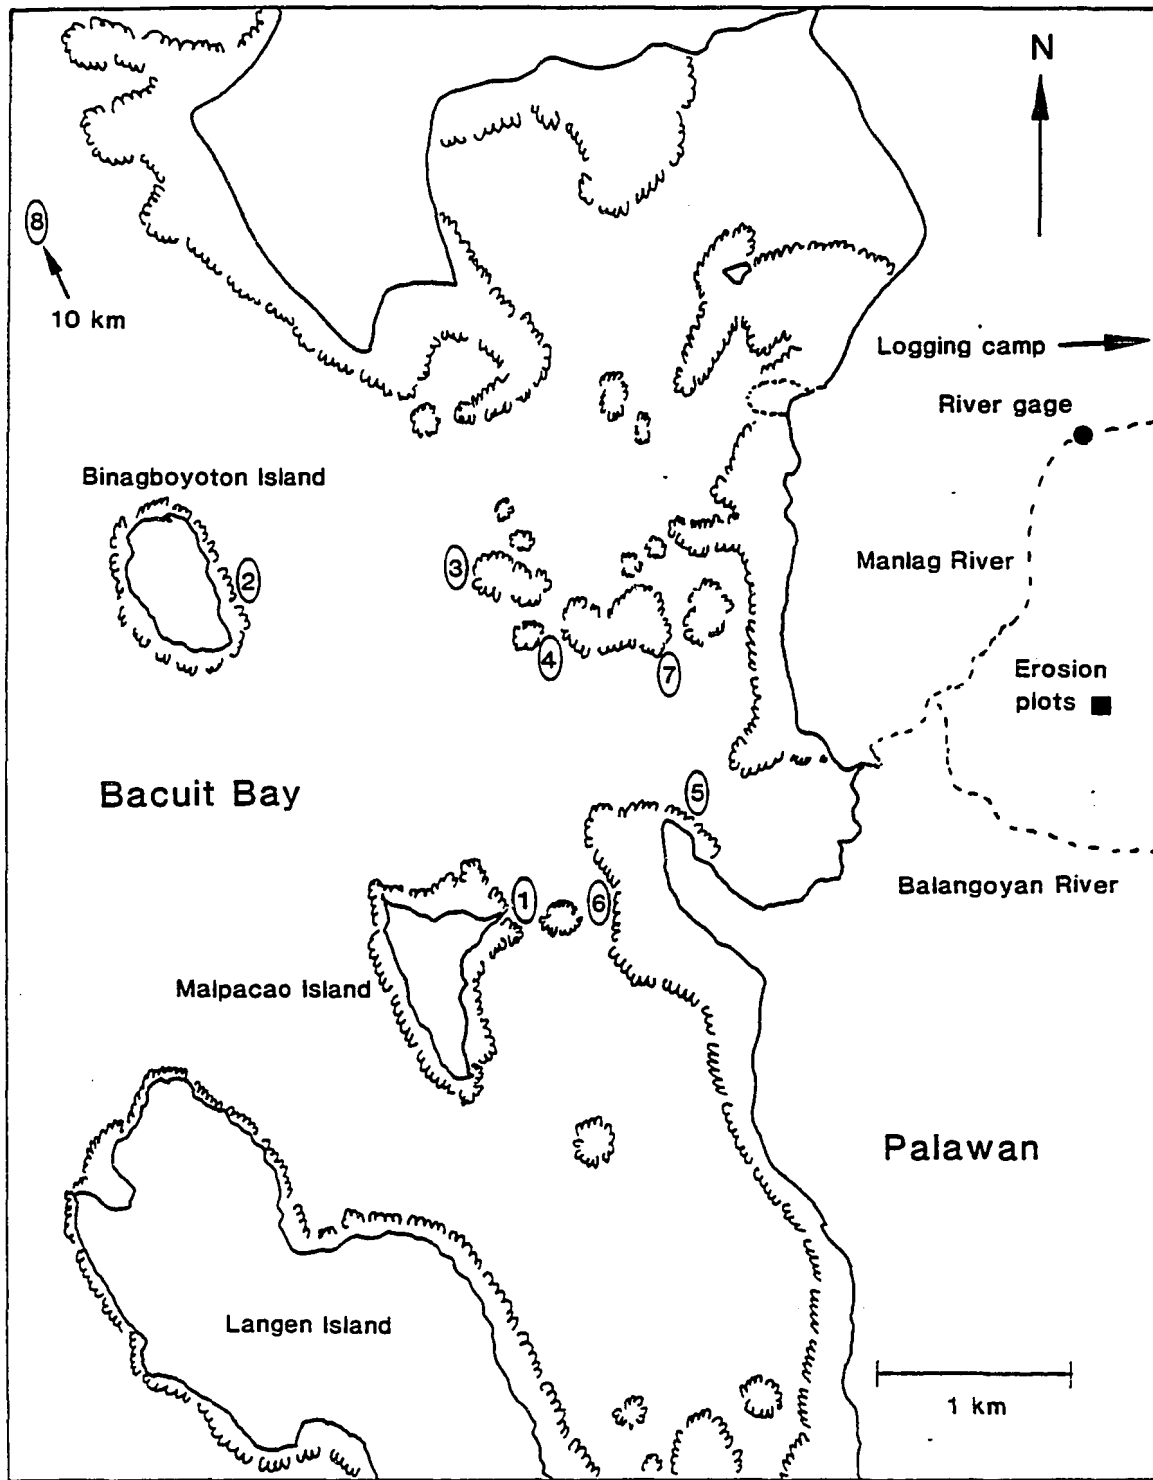 N
8
10 km
Logging camp
River gage
Binagboyoton Island
3
2
Manlag River
4
7
Erosion
plots
Bacuit Bay
5
Balangoyan River
1
6
Malpacao Island
Palawan
Langen Island
1 km